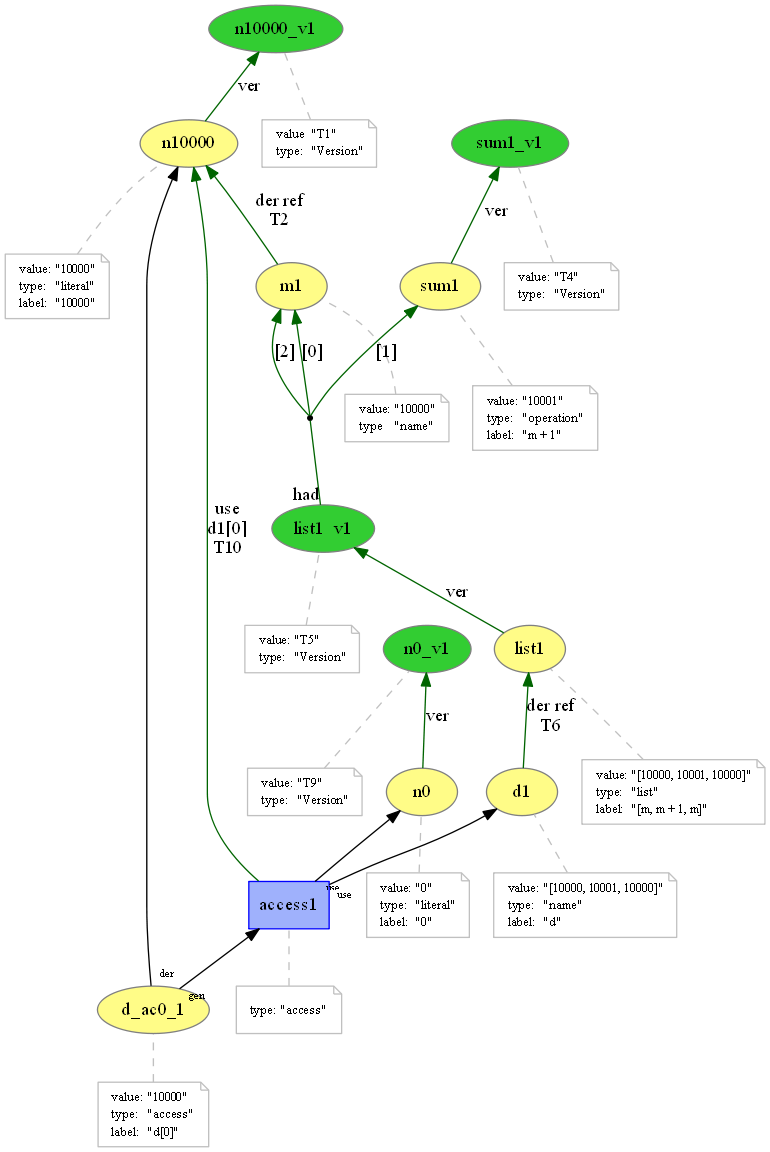 n10000_v1
ver
value "T1"
type: "Version"
n10000
sum1_v1
der ref
T2
ver
value: "10000"
type: "literal"
label: "10000"
value: "T4"
type: "Version"
m1
sum1
[2]
[0]
[1]
value: "10000"
type "name"
value: "10001"
type: "operation"
label: "m + 1"
had
use
d1[0]
T10
list1_v1
ver
value: "T5"
type: "Version"
n0_v1
list1
ver
der ref
T6
value: "T9"
type: "Version"
n0
d1
value: "[10000, 10001, 10000]"
type: "list"
label: "[m, m + 1, m]"
use
use
access1
value: "0"
type: "literal"
label: "0"
value: "[10000, 10001, 10000]"
type: "name"
label: "d"
der
gen
d_ac0_1
type: "access"
value: "10000"
type: "access"
label: "d[0]"